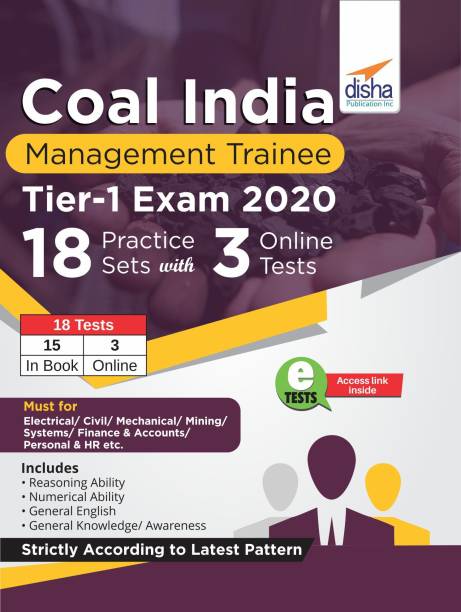 disha
Publication Inc
Coal India
Management Trainee
Tier-1 Exam 2020
18 Practice Sets with 3 Online Tests
18 Tests
15 3
In Book Online
e
TESTS
Access link
inside
Must for
Electrical/ Civil/ Mechanical/ Mining/
Systems/ Finance & Accounts/
Personal & HR etc.
Includes
• Reasoning Ability
• Numerical Ability
• General English
• General Knowledge/ Awareness
Strictly According to Latest Pattern